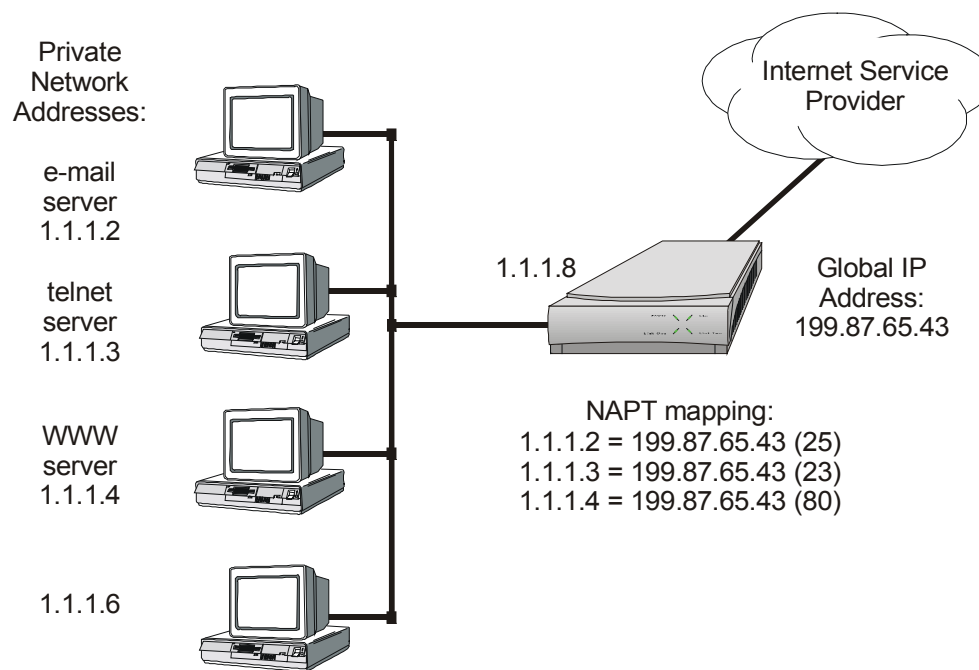 Private
Network
Addresses:
e-mail
server
1.1.1.2
telnet
server
1.1.1.3
WWW
server
1.1.1.4
1.1.1.6
Internet Service
Provider
1.1.1.8
Global IP
Address:
199.87.65.43
NAPT mapping:
1.1.1.2 = 199.87.65.43 (25)
1.1.1.3 = 199.87.65.43 (23)
1.1.1.4 = 199.87.65.43 (80)